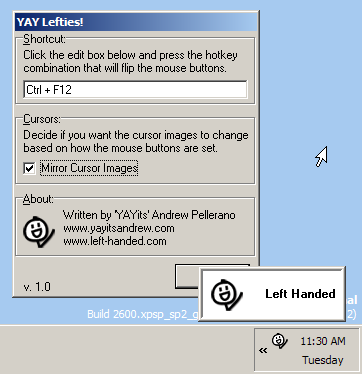 YAY Lefties!
Shortcut:
Click the edit box below and press the hotkey
combination that will flip the mouse buttons.
Ctrl + F12
Cursors:
Decide if you want the cursor images to change
based on how the mouse buttons are set.
Mirror Cursor Images
About:
Written by 'YAYits' Andrew Pellerano
www.yayitsandrew.com
www.left-handed.com
v. 1.0
Left Handed
Build 2600.xpsp_sp2_g
11:30 AM
Tuesday